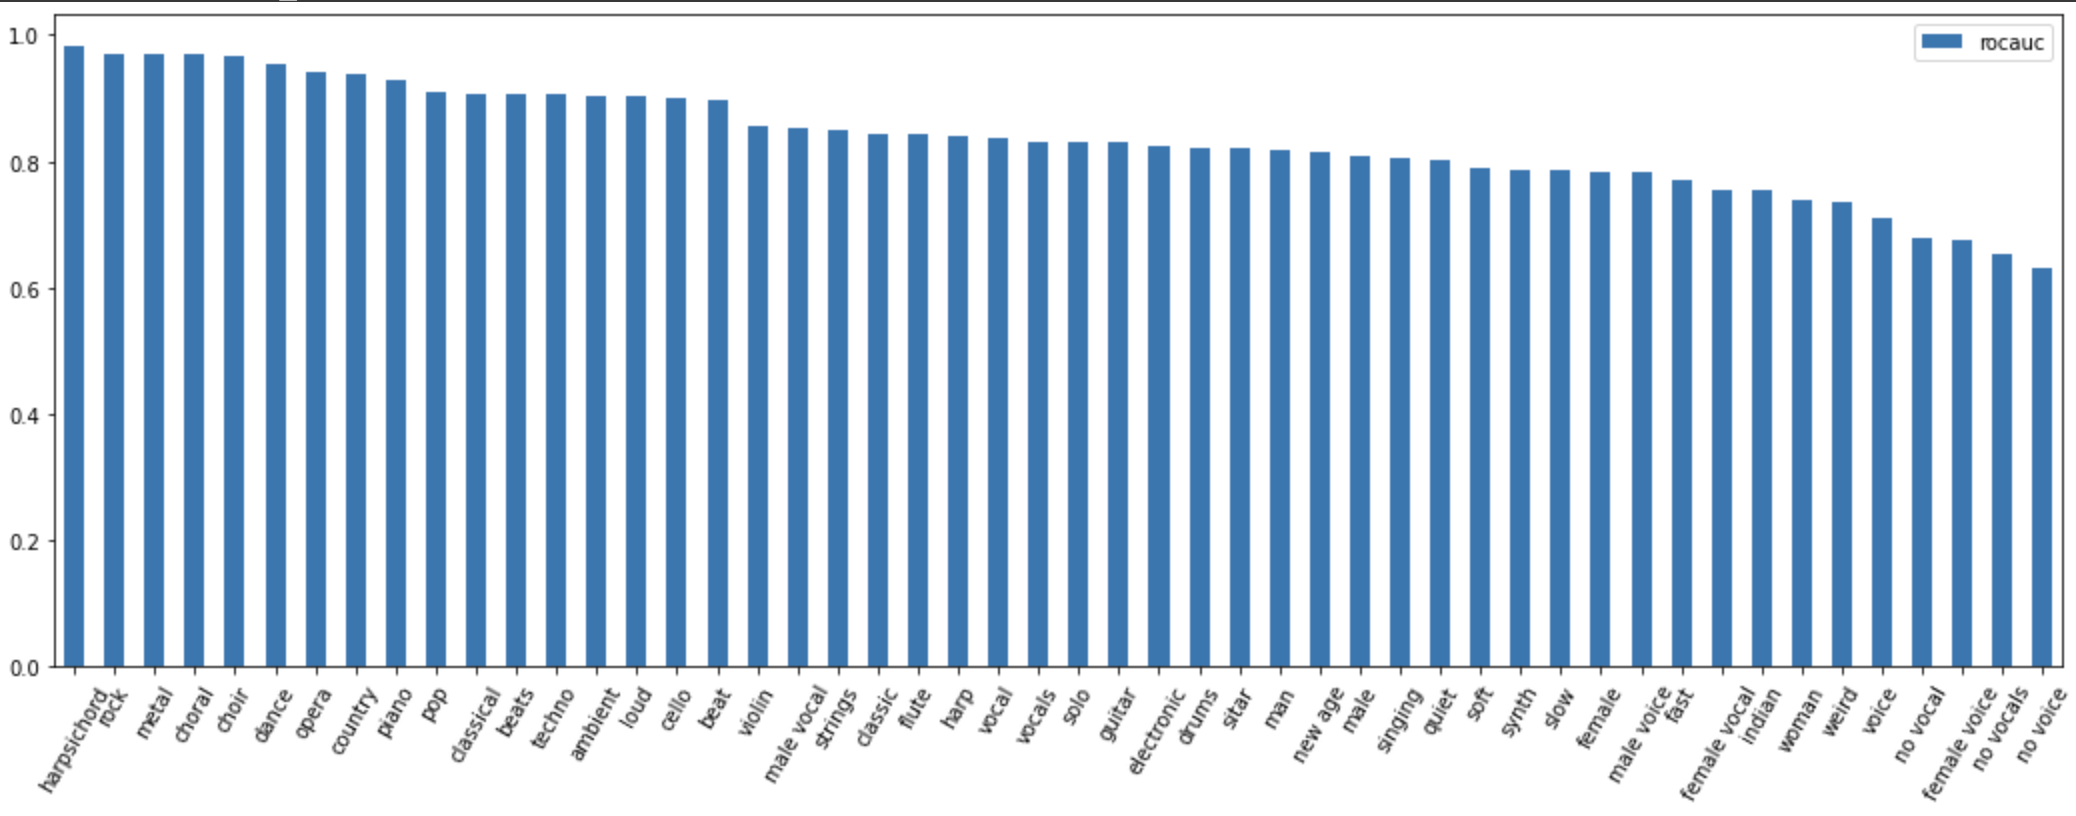 1.0
0.8
0.6
0.4
0.2
0.0
rocauc
harpsichord
rock
metal
choral
choir
dance
opera
country
piano
pop
classical
beats
techno
ambient
loud
cello
beat
violin
male vocal
strings
classic
flute
harp
vocal
vocals
solo
guitar
electronic
drums
sitar
man
new age
male
singing
quiet
soft
synth
slow
female
male voice
fast
female vocal
indian
woman
weird
voice
no vocal
female voice
no vocals
no voice